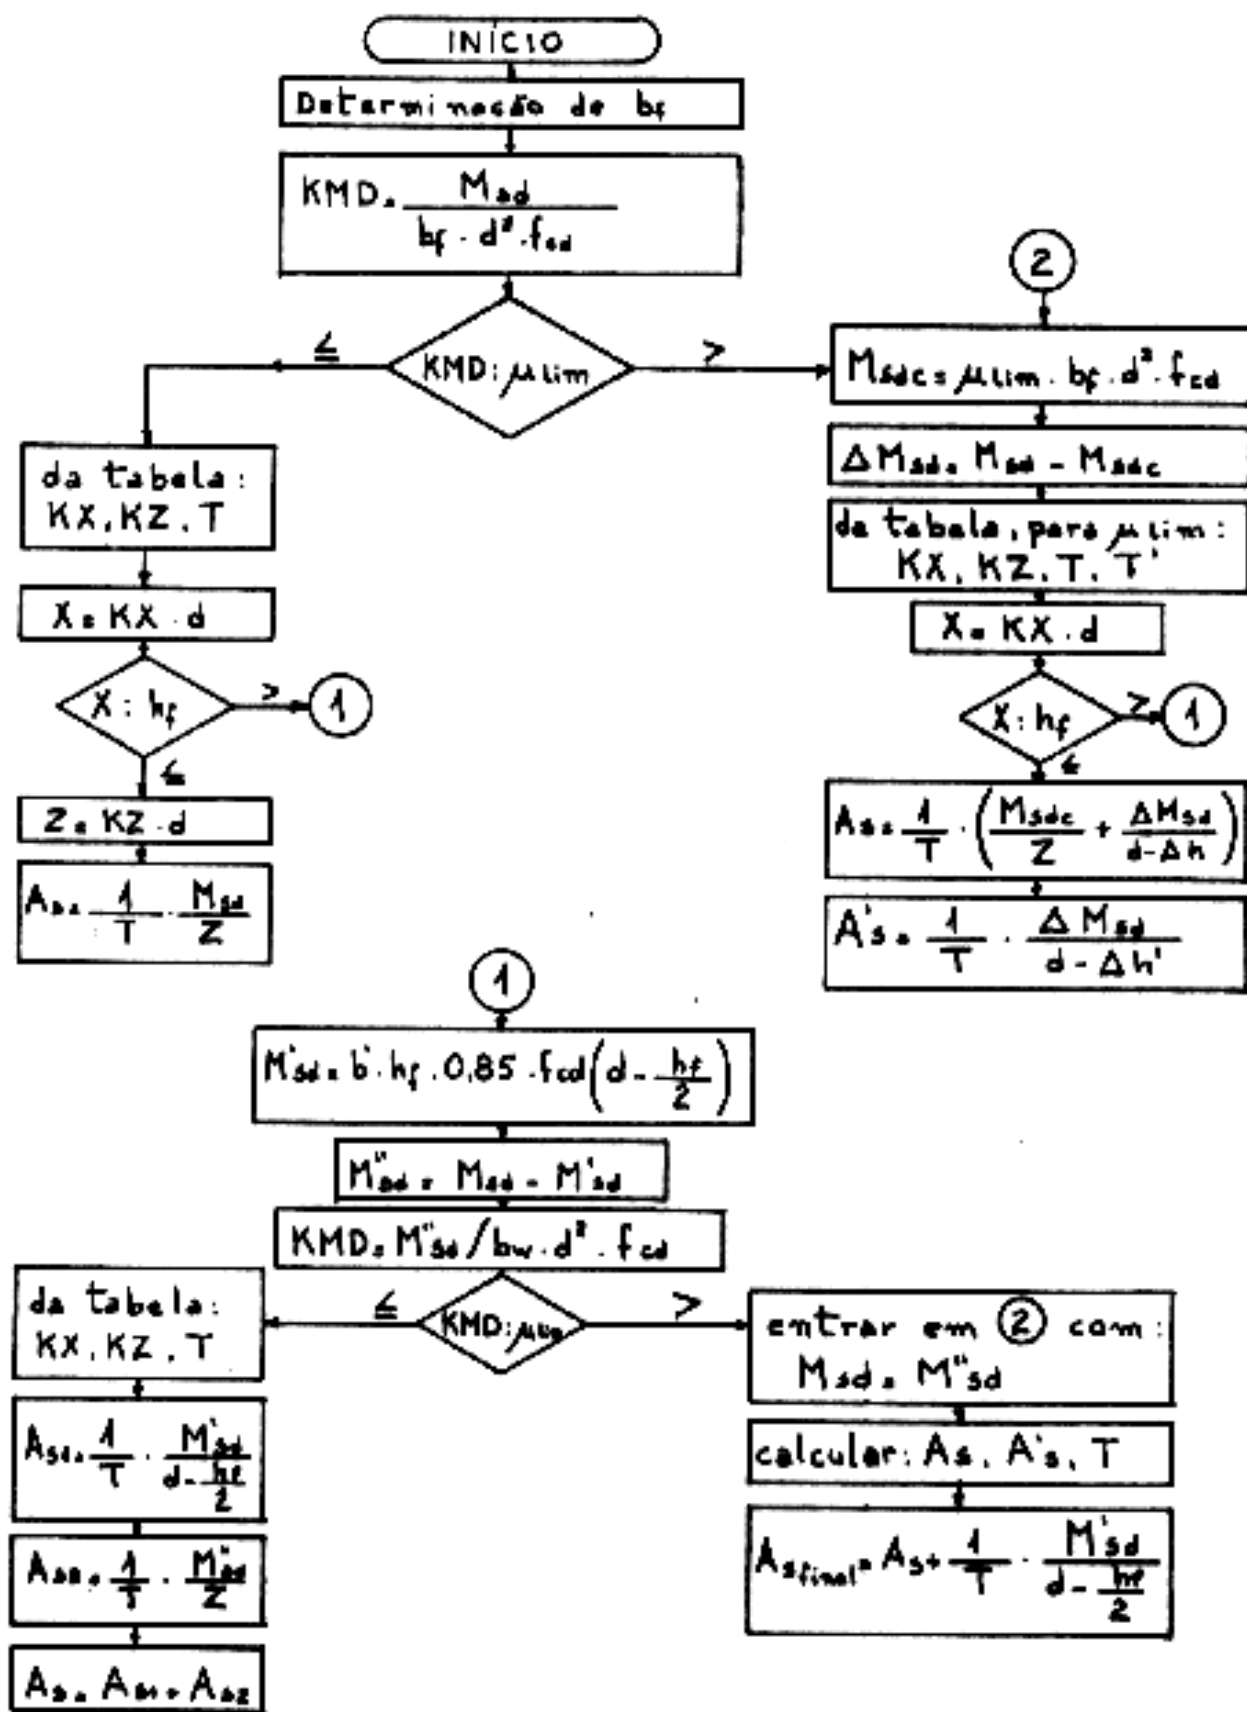 INÍCIO
Determinação de bf
KMD = Msd / bf · d² · fcd
KMD : μlim
≤
>
da tabela:
KX, KZ, T
X = KX · d
X : hf
>
1
≤
Z = KZ · d
As = 1/T · Msd/Z
2
Msdc = μlim · bf · d² · fcd
ΔMsd = Msd - Msdc
da tabela, para μlim:
KX, KZ, T, T'
X = KX · d
X : hf
>
1
≤
As = 1/T · (Msdc/Z + ΔMsd/d-Δh)
A's = 1/T · ΔMsd/d-Δh'
1
M'sd = b' · hf · 0,85 · fcd (d - hf/2)
M"sd = Msd - M'sd
KMD = M"sd / bw · d² · fcd
KMD :
≤
>
da tabela:
KX, KZ, T
As1 = 1/T · M'sd/d-hf/2
As2 = 1/T · M"sd/Z
As = As1 + As2
entrar em 2 com:
Msd = M"sd
calcular: As, A's, T
As final = As + 1/T · M'sd/d-hf/2